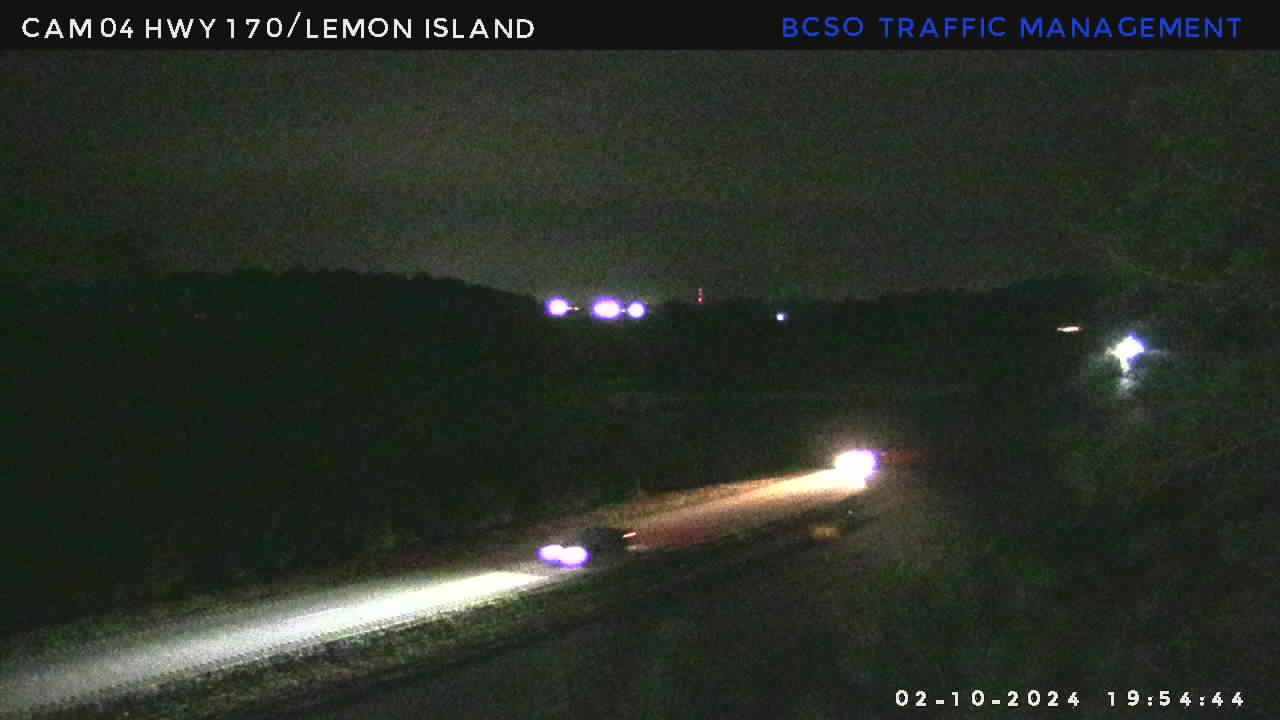 CAM04 HWY 170/LEMON ISLAND
BCSO TRAFFIC MANAGEMENT
02-10-2024 19:54:44